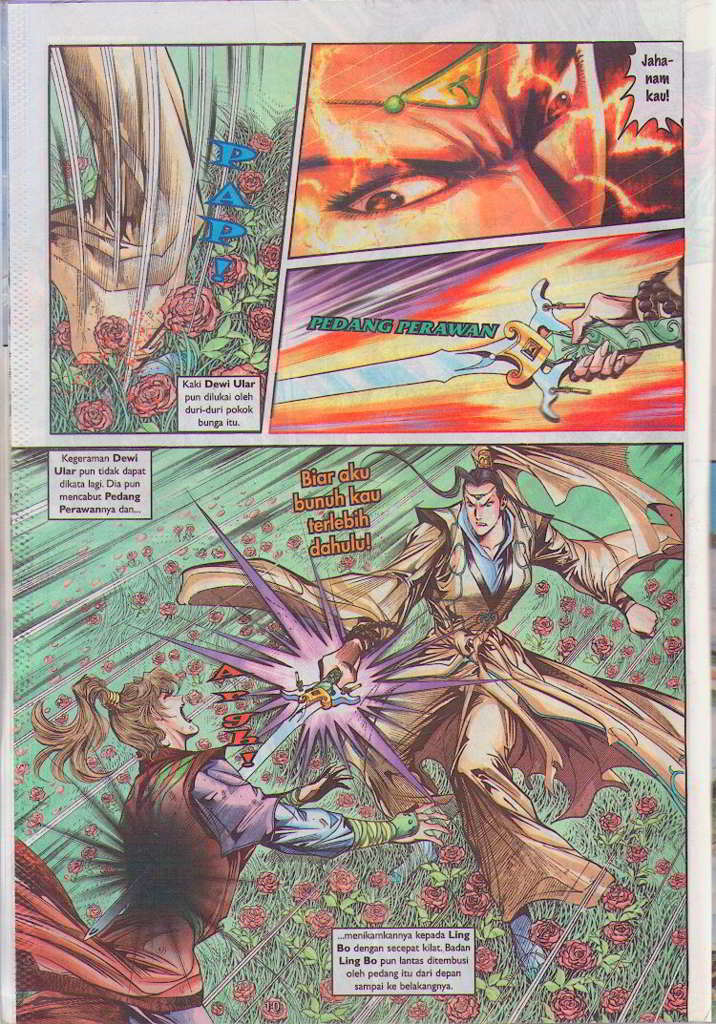 PAP!
Kaki Dewi Ular
pun dilukai oleh
duri-duri pokok
bunga itu.
Jaha-
nam
kau!
PEDANG PERAWAN
Kegeraman Dewi
Ular pun tidak dapat
dikata lagi. Dia pun
mencabut Pedang
Perawannya dan...
Biar aku
bunuh kau
terlebih
dahulu!
Argh!
...menikamkannya kepada Ling
Bo dengan secepat kilat. Badan
Ling Bo pun lantas ditembusi
oleh pedang itu dari depan
sampai ke belakangnya.